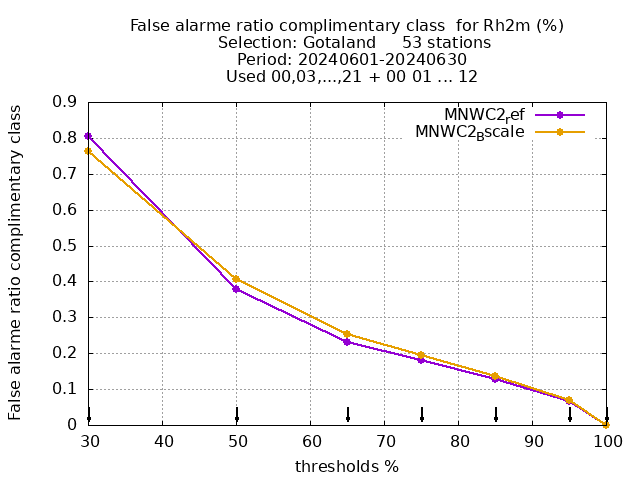 False alarme ratio complimentary class  for Rh2m (%)
Selection: Gotaland     53 stations
Period: 20240601-20240630
Used 00,03,...,21 + 00 01 ... 12
False alarme ratio complimentary class
MNWC2ref
MNWC2Bscale
0.9
0.8
0.7
0.6
0.5
0.4
0.3
0.2
0.1
0
30 40 50 60 70 80 90 100
thresholds %